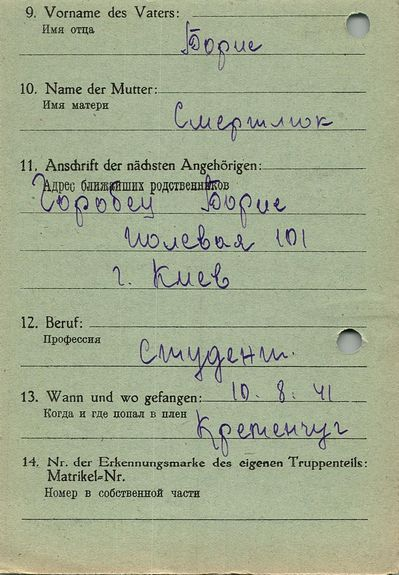 9. Vorname des Vaters:
Имя отца
Борис
10. Name der Mutter:
Имя матери
Смертлюк
11. Anschrift der nächsten Angehörigen:
Адрес ближайших родственников
Горовец Борис
Полевая 101
г. Киев
12. Beruf:
Профессия
Студент.
13. Wann und wo gefangen: 10. 8. 41
Когда и где попал в плен
Кременчуг
14. Nr. der Erkennungsmarke des eigenen Truppenteils:
Matrikel=Nr.
Номер в собственной части